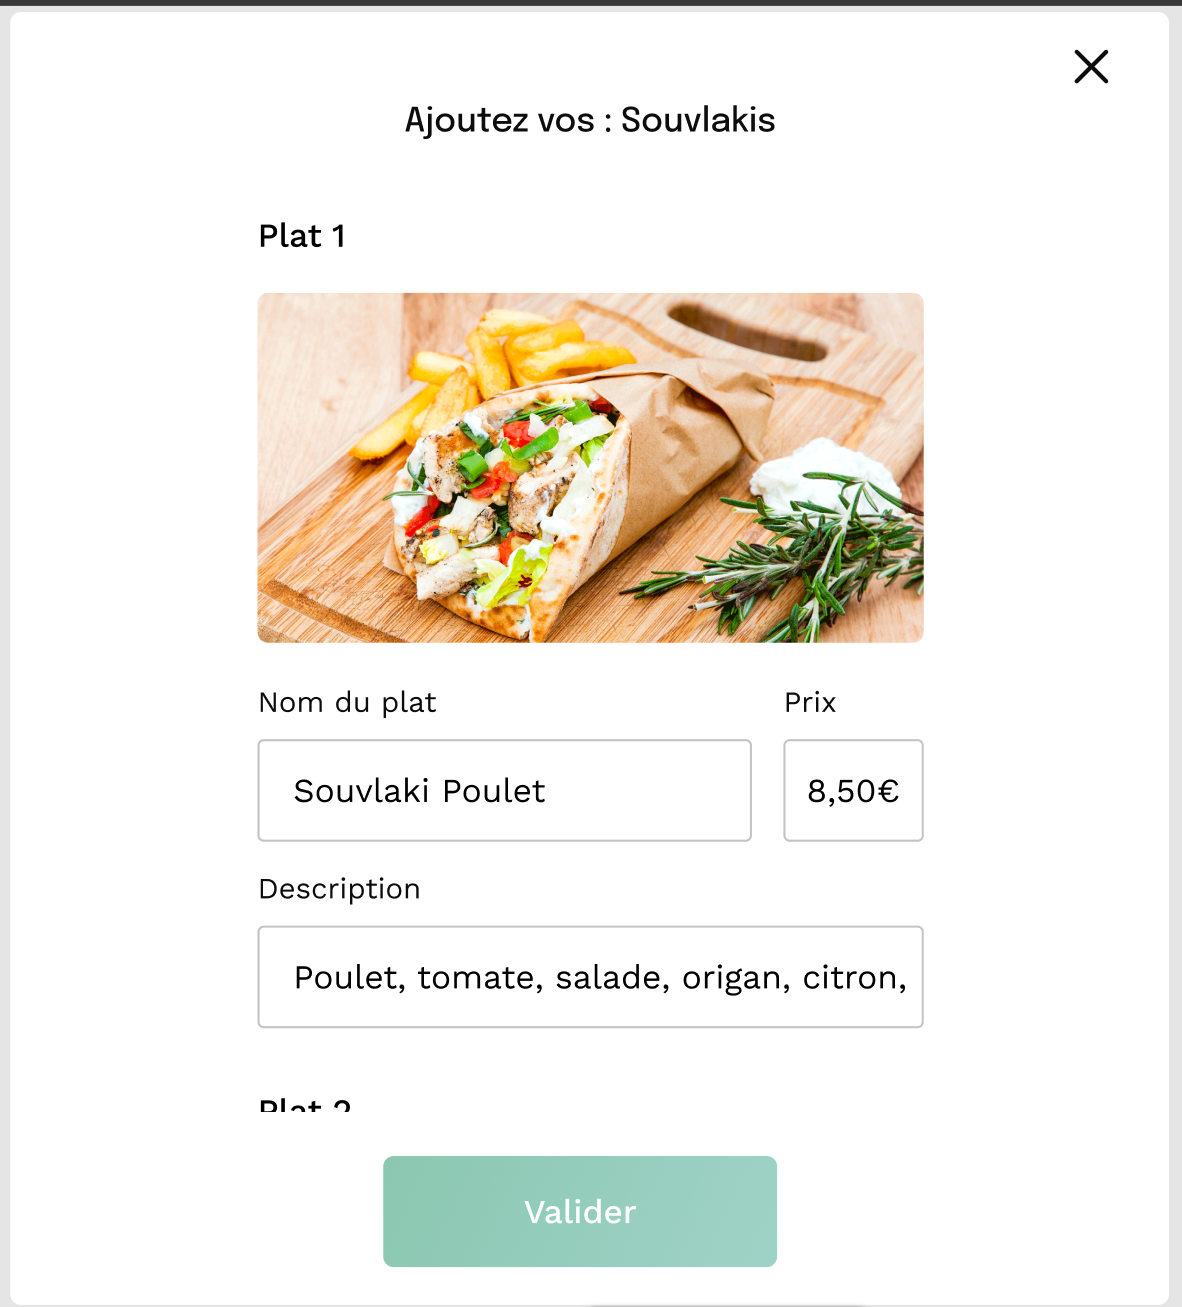 Ajoutez vos : Souvlakis
Plat 1
Nom du plat
Prix
Souvlaki Poulet
8,50€
Description
Poulet, tomate, salade, origan, citron,
Plat 2
Valider